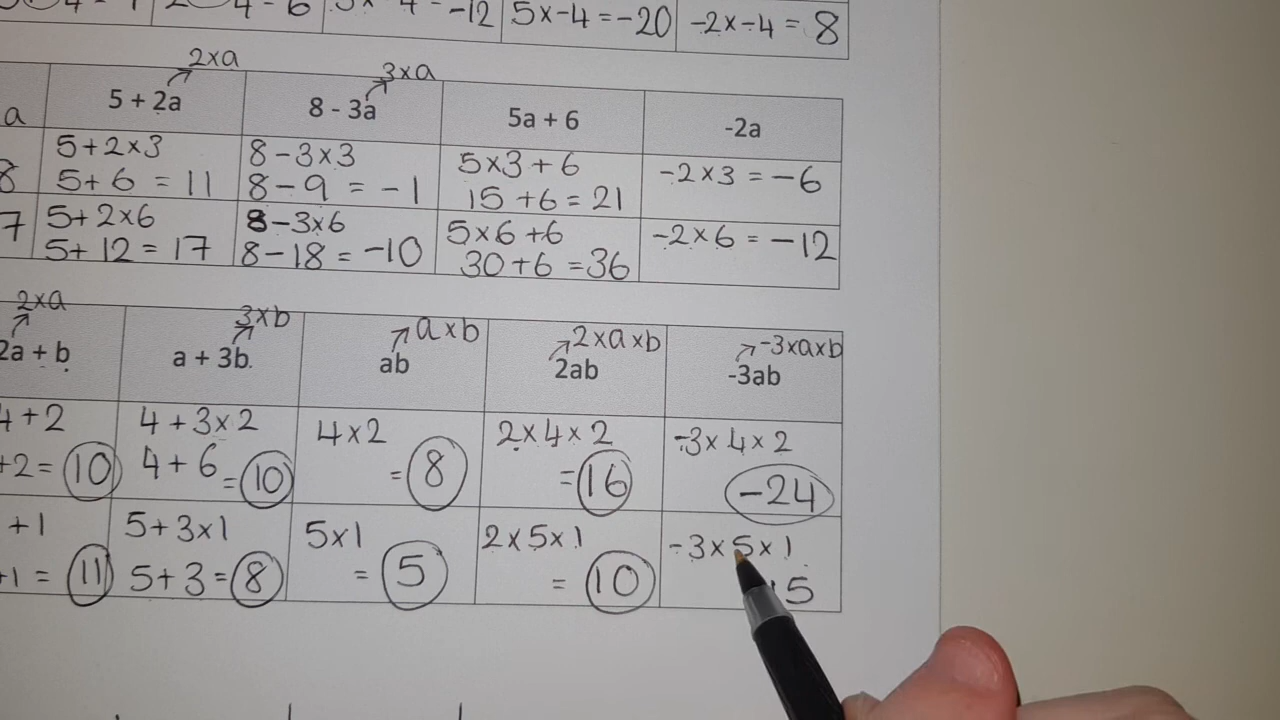 -12 5x-4=-20 -2x-4 = 8
2xa 3xa
a 5 + 2a 8 - 3a 5a + 6 -2a
5+2x3 8-3x3 5x3+6 -2x3=-6
8 5+6 = 11 8-9 = -1 15+6=21
7 5+2x6 8-3x6 5x6+6 -2x6=-12
5+12=17 8-18=-10 30+6=36
2xa 3xb axb 2xaxb -3xaxb
2a + b a + 3b ab 2ab -3ab
4+2 4+3x2 4x2 2x4x2 -3x4x2
+2=10 4+6=10 =8 =16 -24
+1 5+3x1 5x1 2x5x1 -3x5x1
+1=11 5+3=8 =5 =10 15